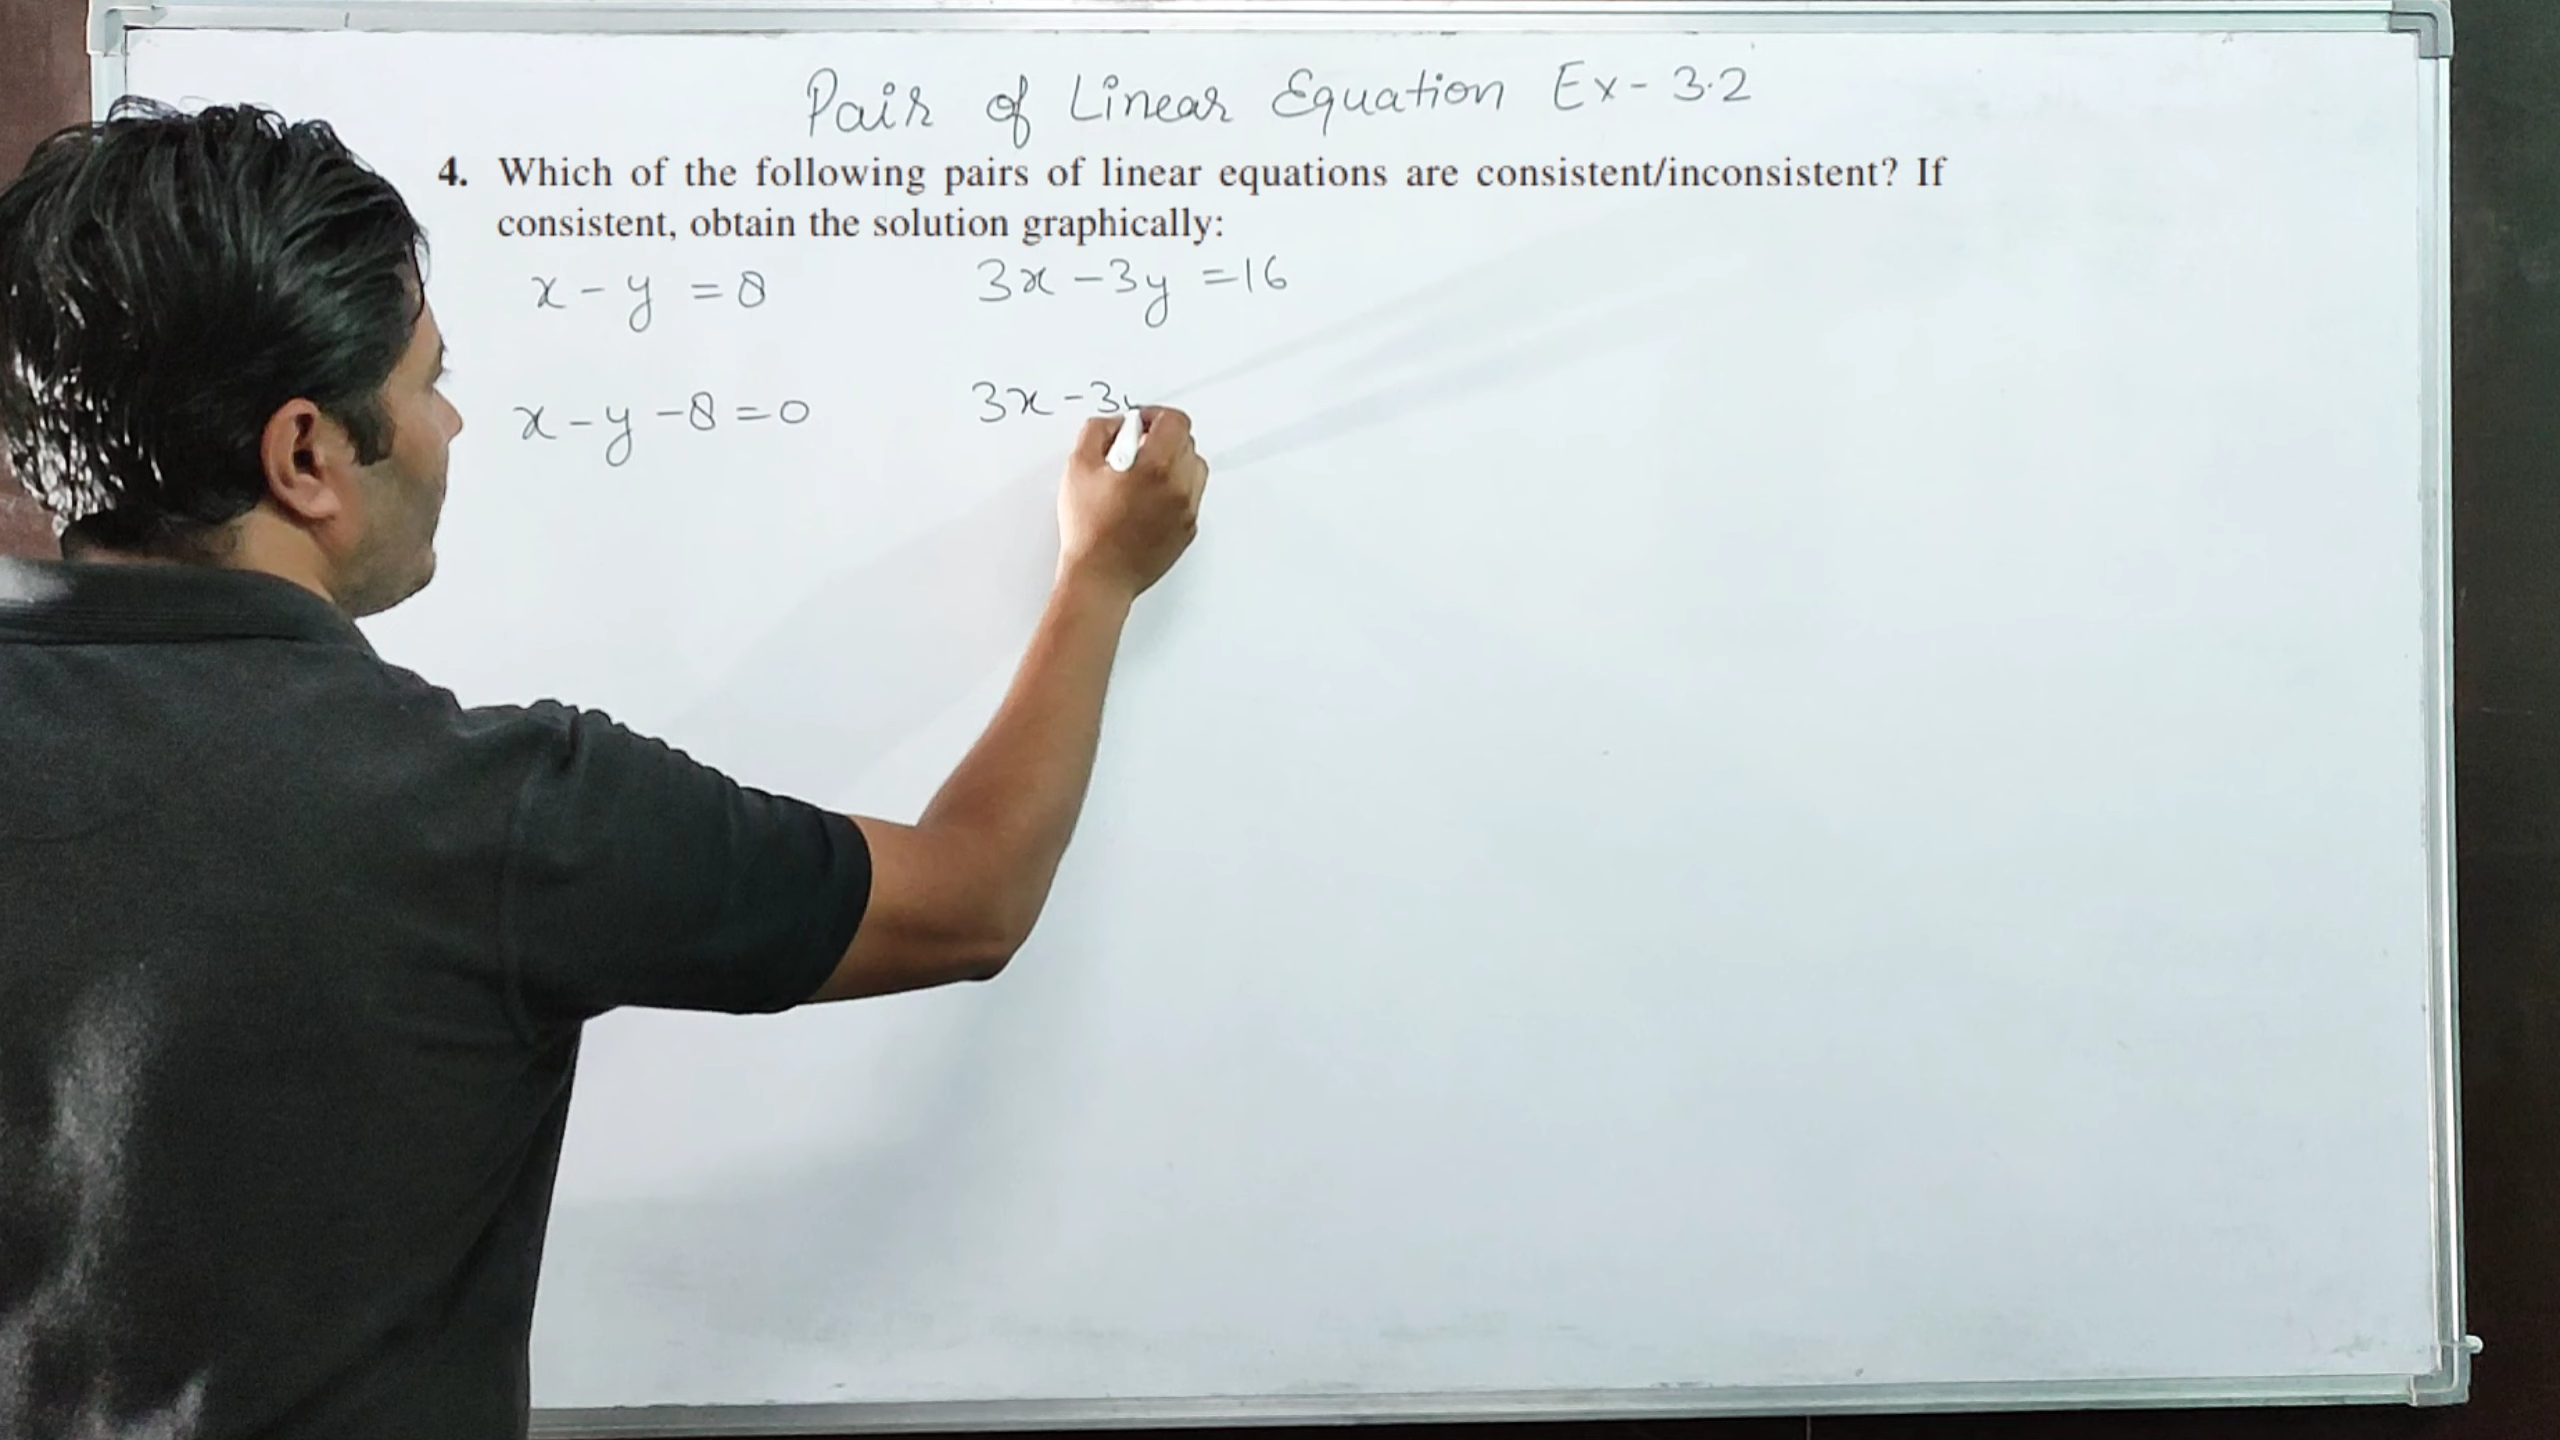 Pair of Linear Equation Ex- 3.2
4. Which of the following pairs of linear equations are consistent/inconsistent? If
consistent, obtain the solution graphically:
x - y = 8 3x - 3y = 16
x - y - 8 = 0 3x - 3y